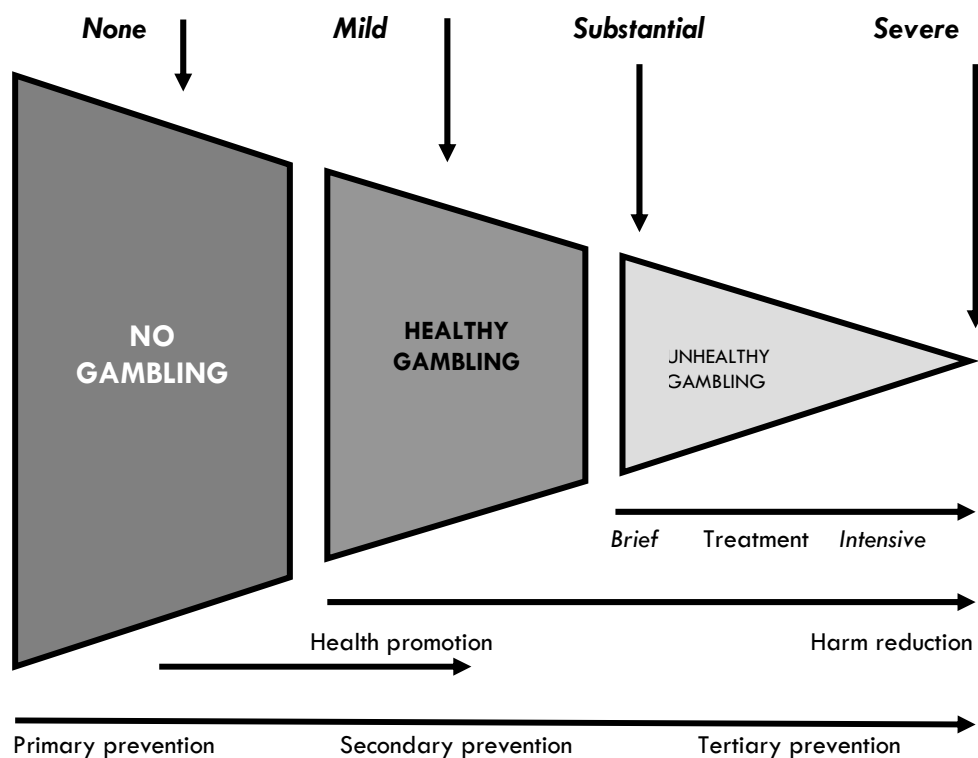 None Mild Substantial Severe
NO
GAMBLING
HEALTHY
GAMBLING
UNHEALTHY
GAMBLING
Brief Treatment Intensive
Health promotion Harm reduction
Primary prevention Secondary prevention Tertiary prevention